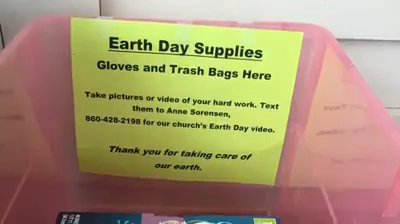 Earth Day Supplies
Gloves and Trash Bags Here
Take pictures or video of your hard work. Text
them to Anne Sorensen,
860-428-2198 for our church's Earth Day video.
Thank you for taking care of
our earth.